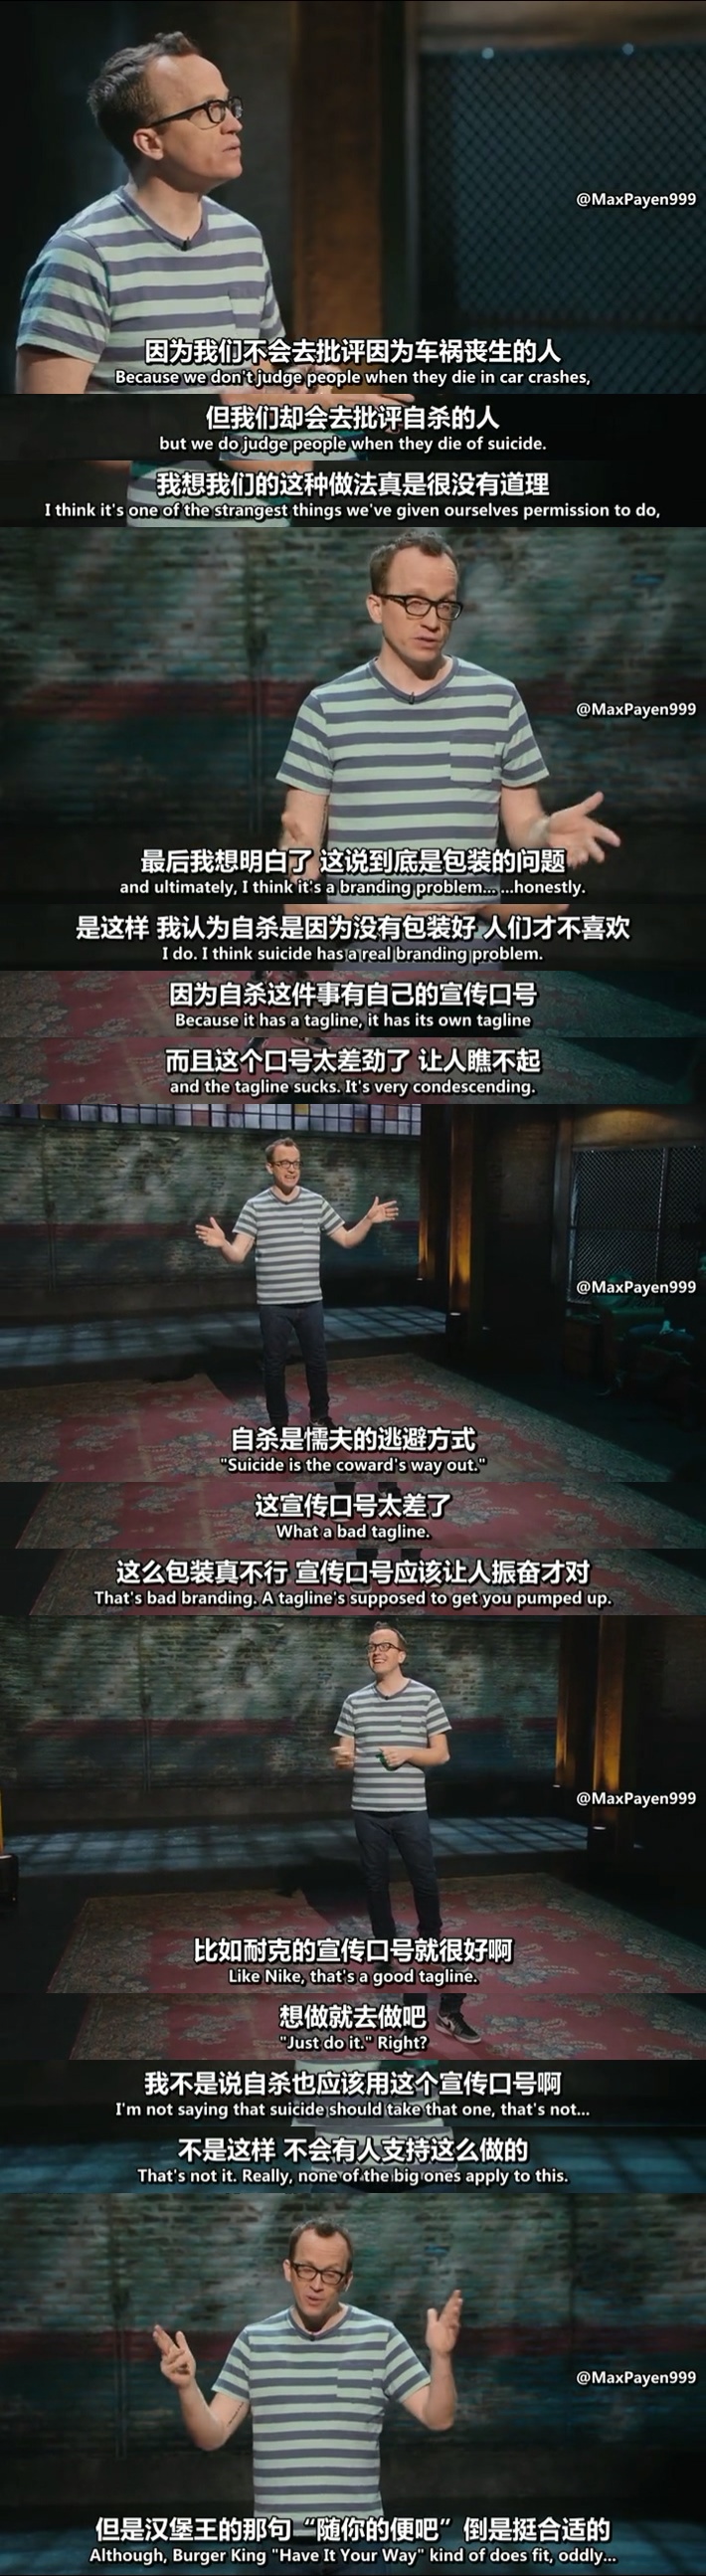 @MaxPayen999
因为我们不会去批评因为车祸丧生的人
Because we don't judge people when they die in car crashes,
但我们却会去批评自杀的人
but we do judge people when they die of suicide.
我想我们的这种做法真是很没有道理
I think it's one of the strangest things we've given ourselves permission to do,
@MaxPayen999
最后我想明白了 这说到底是包装的问题
and ultimately, I think it's a branding problem... ...honestly.
是这样 我认为自杀是因为没有包装好 人们才不喜欢
I do. I think suicide has a real branding problem.
因为自杀这件事有自己的宣传口号
Because it has a tagline, it has its own tagline
而且这个口号太差劲了 让人瞧不起
and the tagline sucks. It's very condescending.
@MaxPayen999
自杀是懦夫的逃避方式
"Suicide is the coward's way out."
这宣传口号太差了
What a bad tagline.
这么包装真不行 宣传口号应该让人振奋才对
That's bad branding. A tagline's supposed to get you pumped up.
@MaxPayen999
比如耐克的宣传口号就很好啊
Like Nike, that's a good tagline.
想做就去做吧
"Just do it." Right?
我不是说自杀也应该用这个宣传口号啊
I'm not saying that suicide should take that one, that's not...
不是这样 不会有人支持这么做的
That's not it. Really, none of the big ones apply to this.
@MaxPayen999
但是汉堡王的那句“随你的便吧”倒是挺合适的
Although, Burger King "Have It Your Way" kind of does fit, oddly...